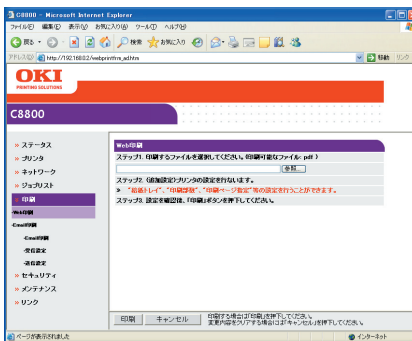 C8800 - Microsoft Internet Explorer
ファイル(F) 編集(E) 表示(V) お気に入り(A) ツール(T) ヘルプ(H)
戻る 検索 お気に入り
アドレス(D) http://192.168.0.2/webprintfrm_ad.htm 移動 リンク
OKI
PRINTING SOLUTIONS
C8800
» ステータス
» プリンタ
» ネットワーク
» ジョブリスト
印刷
-Web印刷
-Email印刷
-Email印刷
-受信設定
-送信設定
» セキュリティ
» メンテナンス
» リンク
Web印刷
ステップ1. 印刷するファイルを選択してください。(印刷可能なファイル: pdf )
参照...
ステップ2. (追加設定)プリンタの設定を行ないます。
» "給紙トレイ"、"印刷部数"、"印刷ページ指定"等の設定を行うことができます。
ステップ3. 設定を確認後、「印刷」ボタンを押下してください。
印刷 キャンセル
印刷する場合は「印刷」を押下してください。
変更内容をクリアする場合には「キャンセル」を押下してください。
ページが表示されました インターネット